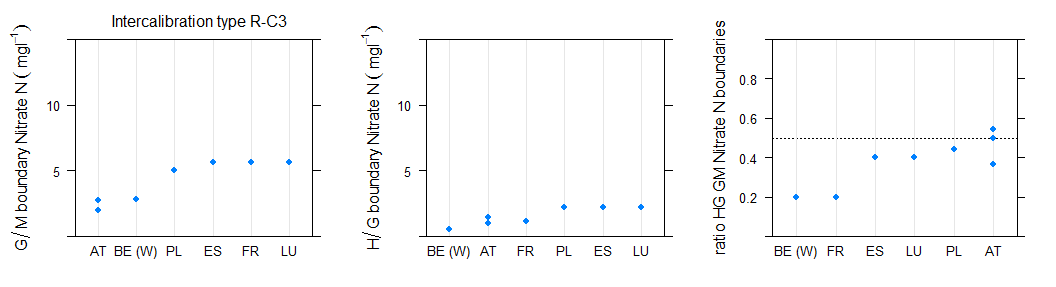 Intercalibration type R-C3
G/M boundary Nitrate N ( mgl⁻¹)
10
5
AT BE (W) PL ES FR LU
H/G boundary Nitrate N ( mgl⁻¹)
10
5
BE (W) AT FR PL ES LU
ratio HG GM Nitrate N boundaries
0.8
0.6
0.4
0.2
BE (W) FR ES LU PL AT